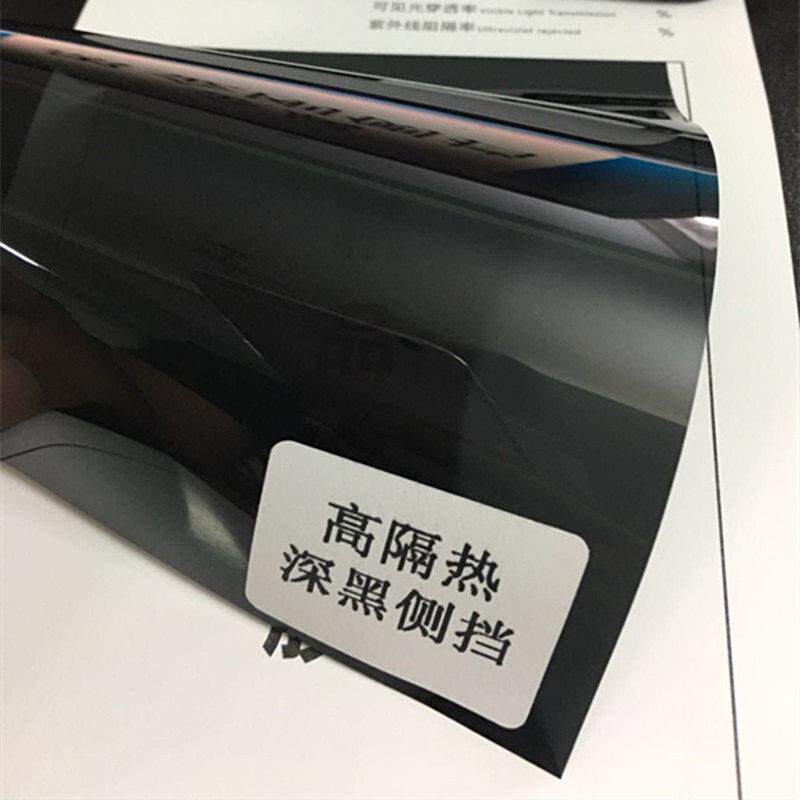 可见光穿透率 Visible Light Transmission %
紫外线阻隔率 Ultraviolet rejected %
高隔热
深黑侧挡